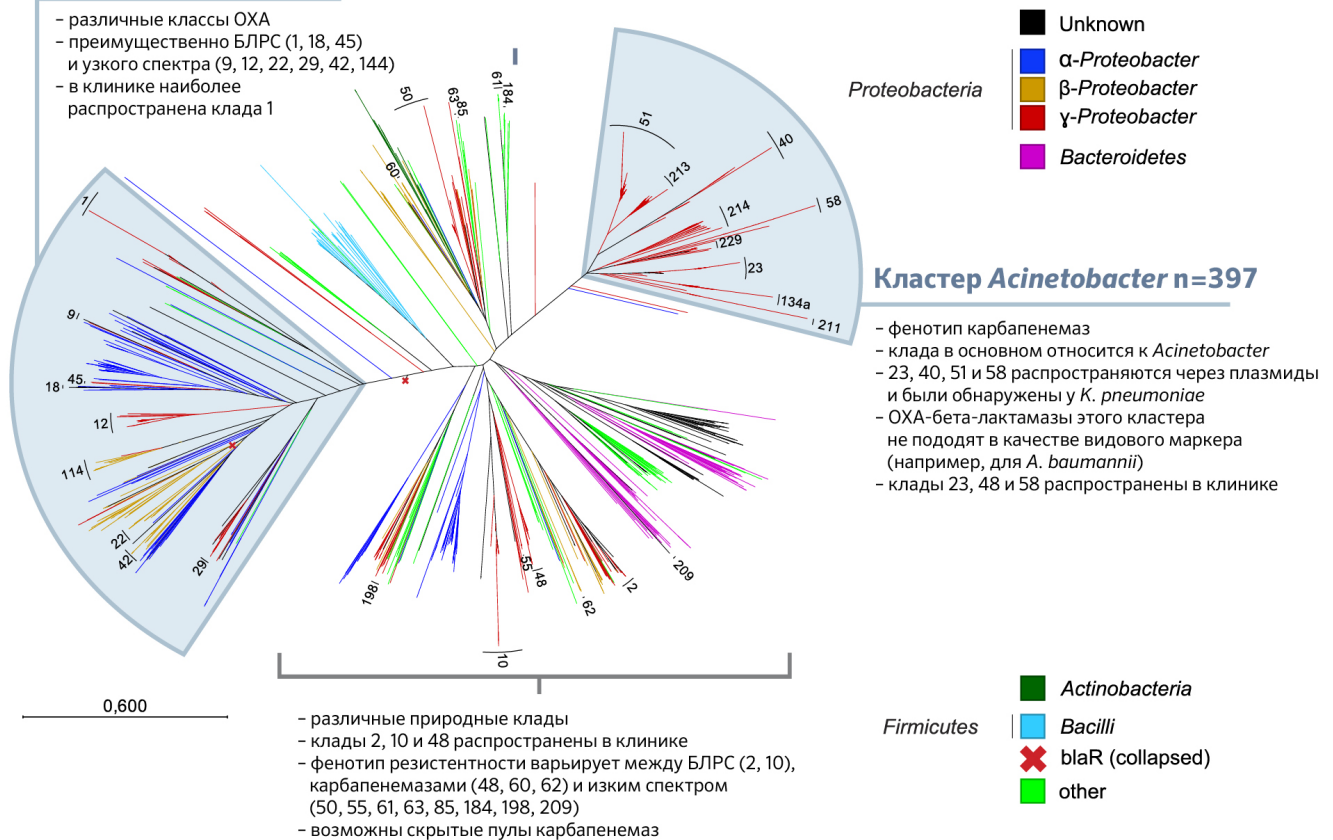 – различные классы ОХА
– преимущественно БЛРС (1, 18, 45)
и узкого спектра (9, 12, 22, 29, 42, 144)
– в клинике наиболее
распространена клада 1
Unknown
Proteobacteria
α-Proteobacter
β-Proteobacter
ɣ-Proteobacter
Bacteroidetes
50
63
85
61
184
60
51
213
40
58
214
229
23
134a
211
1
9
18
45
12
114
22
42
29
198
10
55
48
62
2
209
Кластер Acinetobacter n=397
– фенотип карбапенемаз
– клада в основном относится к Acinetobacter
– 23, 40, 51 и 58 распространяются через плазмиды
и были обнаружены у K. pneumoniae
– ОХА-бета-лактамазы этого кластера
не пододят в качестве видового маркера
(например, для A. baumannii)
– клады 23, 48 и 58 распространены в клинике
0,600
– различные природные клады
– клады 2, 10 и 48 распространены в клинике
– фенотип резистентности варьирует между БЛРС (2, 10),
карбапенемазами (48, 60, 62) и изким спектром
(50, 55, 61, 63, 85, 184, 198, 209)
– возможны скрытые пулы карбапенемаз
Actinobacteria
Firmicutes
Bacilli
blaR (collapsed)
other